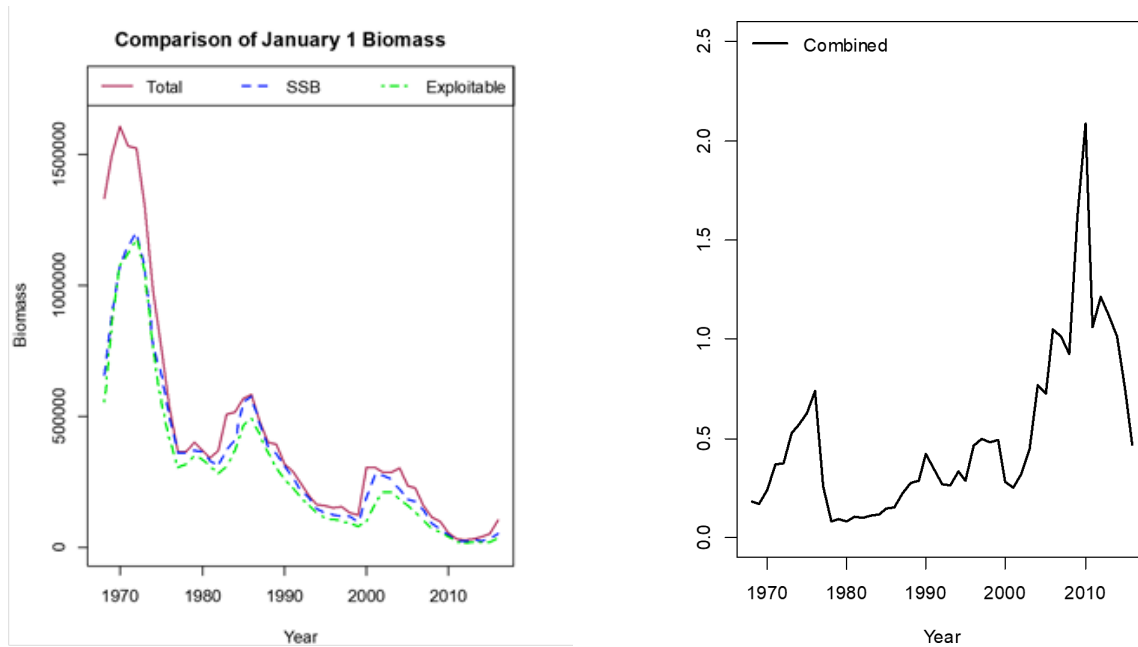 Comparison of January 1 Biomass
Total SSB Exploitable
Biomass
1500000
1000000
500000
0
1970 1980 1990 2000 2010
Year
Combined
2.5
2.0
1.5
1.0
0.5
0.0
1970 1980 1990 2000 2010
Year